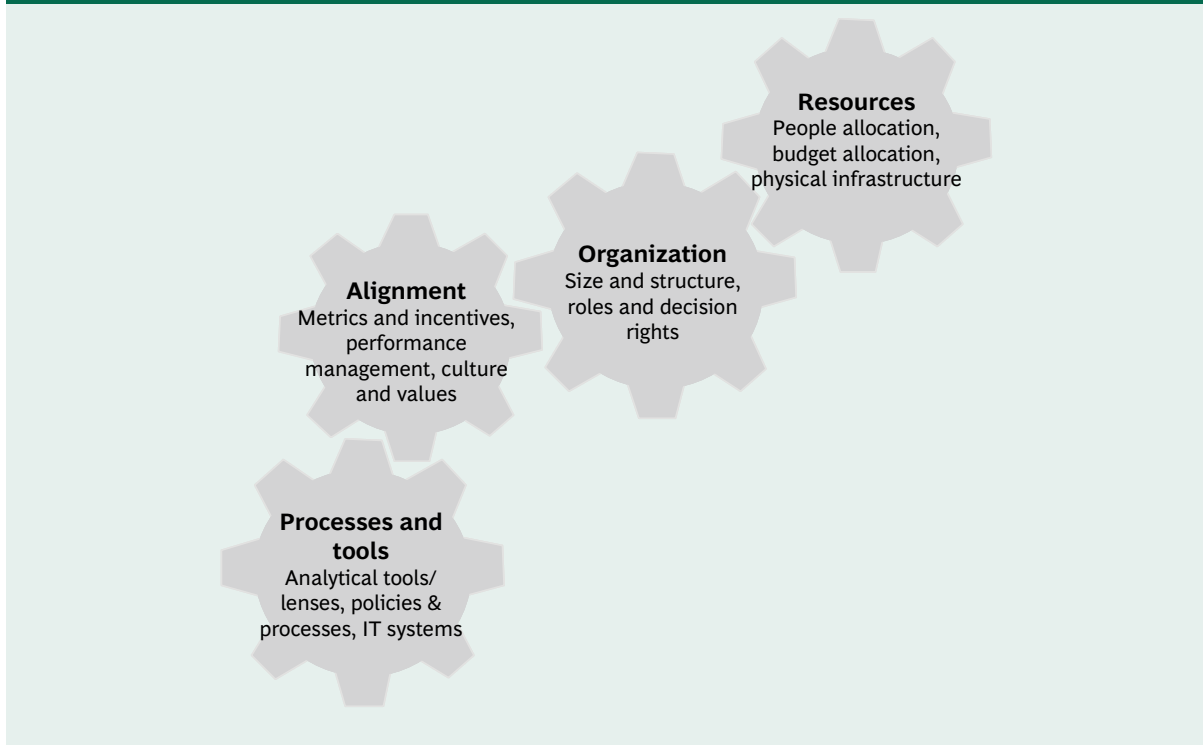 Resources
People allocation,
budget allocation,
physical infrastructure
Organization
Size and structure,
roles and decision
rights
Alignment
Metrics and incentives,
performance
management, culture
and values
Processes and
tools
Analytical tools/
lenses, policies &
processes, IT systems